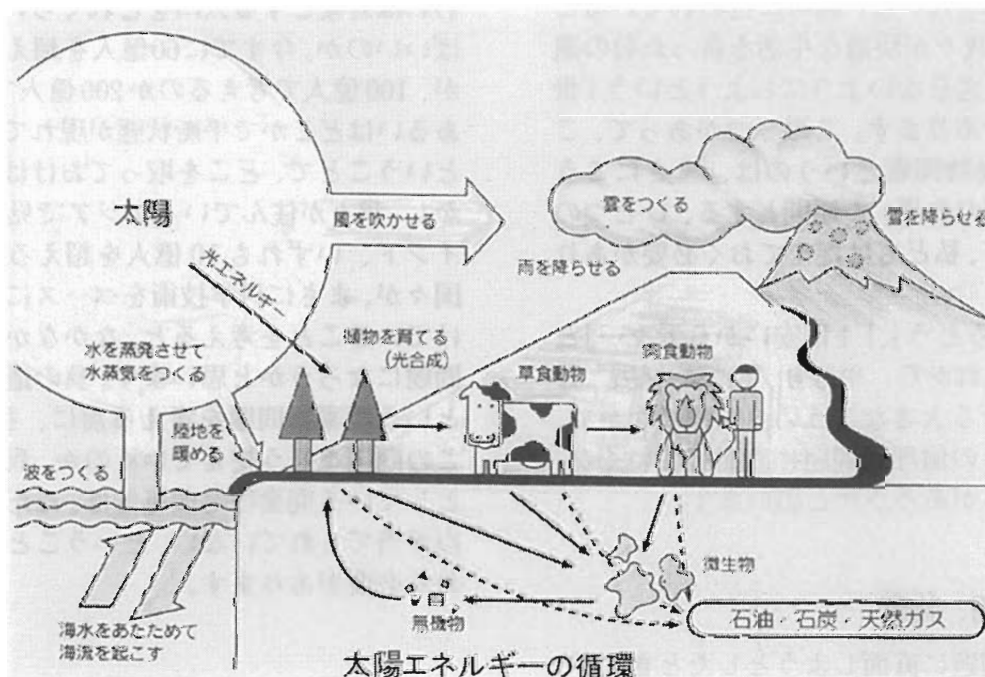 太陽
風を吹かせる
雲をつくる
雪を降らせる
雨を降らせる
光エネルギー
植物を育てる
(光合成)
水を蒸発させて
水蒸気をつくる
草食動物
肉食動物
陸地を
暖める
波をつくる
微生物
無機物
石油・石炭・天然ガス
海水をあたためて
海流を起こす
太陽エネルギーの循環